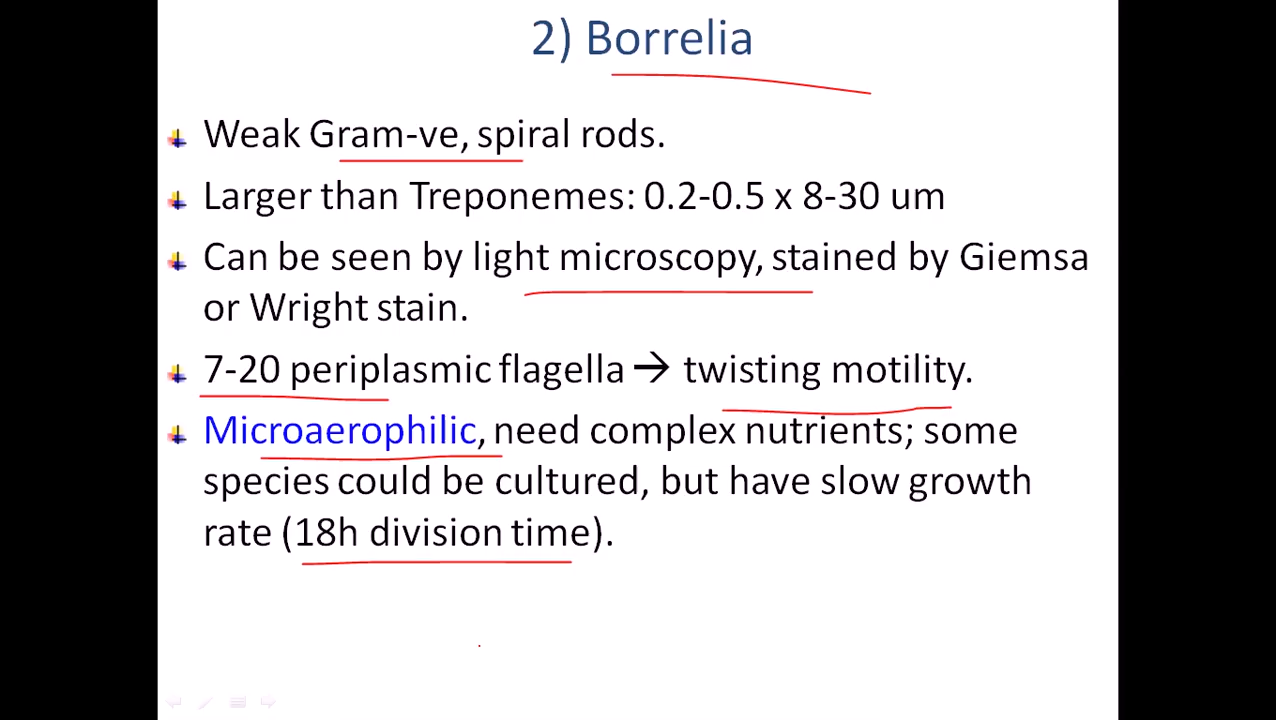 2) Borrelia
Weak Gram-ve, spiral rods.
Larger than Treponemes: 0.2-0.5 x 8-30 um
Can be seen by light microscopy, stained by Giemsa
or Wright stain.
7-20 periplasmic flagella → twisting motility.
Microaerophilic, need complex nutrients; some
species could be cultured, but have slow growth
rate (18h division time).